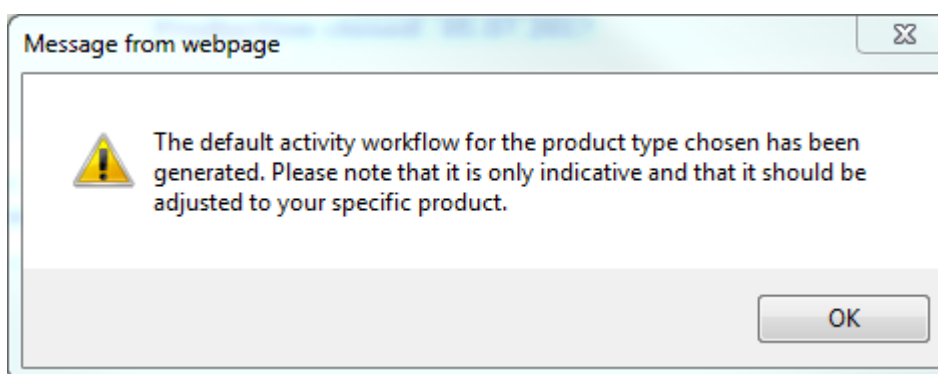 Message from webpage
The default activity workflow for the product type chosen has been
generated. Please note that it is only indicative and that it should be
adjusted to your specific product.
OK